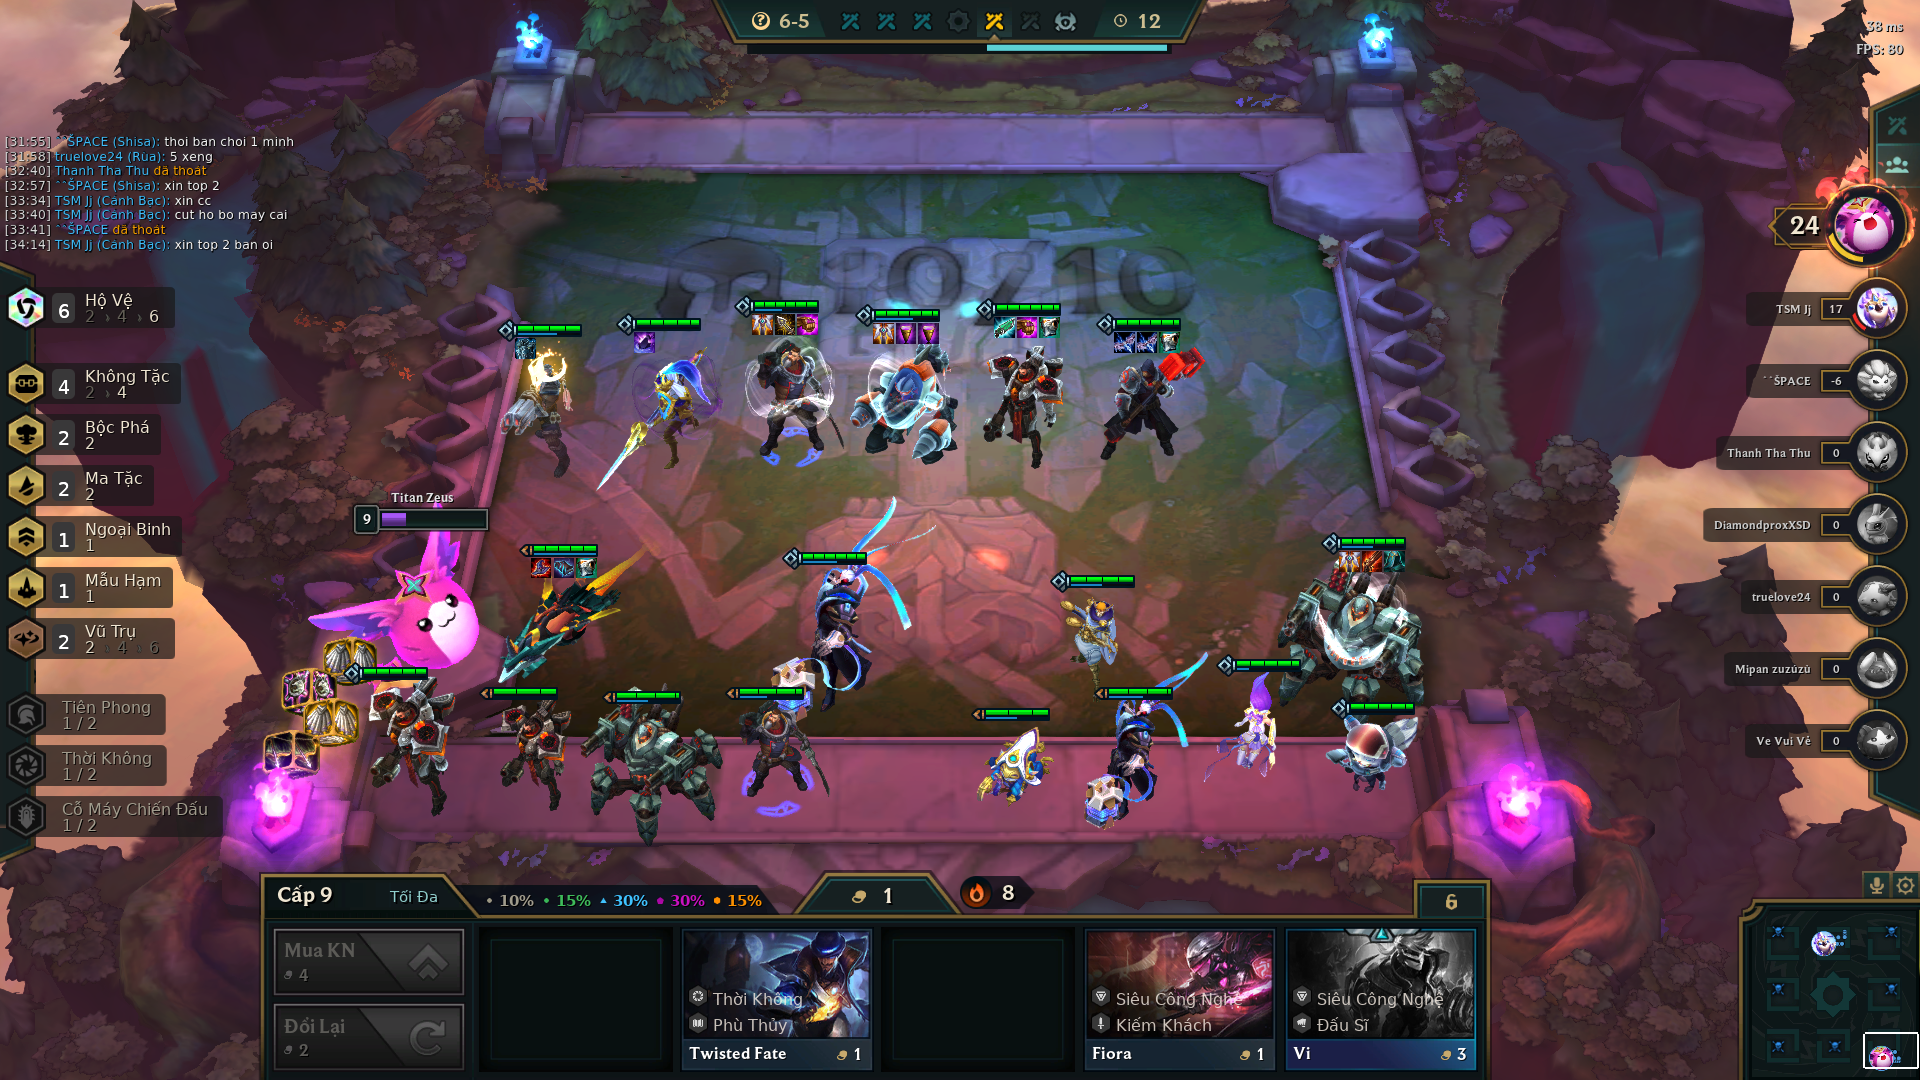 6-5
12
38 ms
FPS: 80
[31:55] ˆˆŠPACE (Shisa): thoi ban choi 1 minh
[31:58] truelove24 (Rùa): 5 xeng
[32:40] Thanh Tha Thu đã thoát
[32:57] ˆˆŠPACE (Shisa): xin top 2
[33:34] TSM Jj (Cảnh Bạc): xin cc
[33:40] TSM Jj (Cảnh Bạc): cut ho bo may cai
[33:41] ˆˆŠPACE đã thoát
[34:14] TSM Jj (Cảnh Bạc): xin top 2 ban oi
6 Hộ Vệ
2 › 4 › 6
4 Không Tặc
2 › 4
2 Bộc Phá
2
2 Ma Tặc
2
1 Ngoại Binh
1
1 Mẫu Hạm
1
2 Vũ Trụ
2 › 4 › 6
Tiên Phong
1 / 2
Thời Không
1 / 2
Cỗ Máy Chiến Đấu
1 / 2
Titan Zeus
9
24
TSM Jj 17
ˆˆŠPACE -6
Thanh Tha Thu 0
DiamondproxXSD 0
truelove24 0
Mipan zuzúzù 0
Ve Vui Vẻ 0
Cấp 9 Tối Đa
10% 15% 30% 30% 15%
1
8
6
Mua KN
4
Đổi Lại
2
Thời Không
Phù Thủy
Twisted Fate 1
Siêu Công Nghệ
Kiếm Khách
Fiora 1
Siêu Công Nghệ
Đấu Sĩ
Vi 3